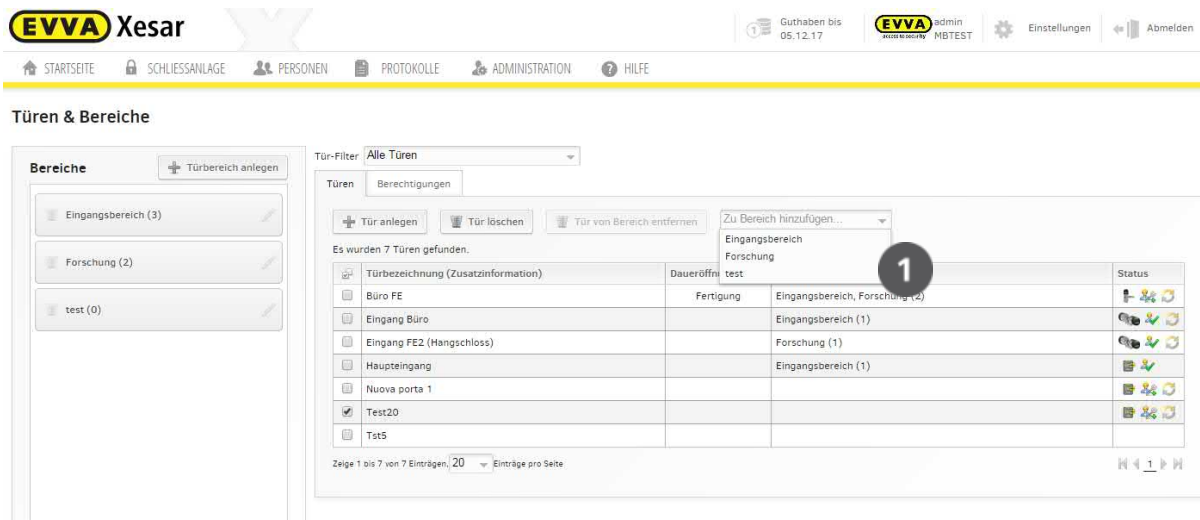 EVVA Xesar
Guthaben bis
05.12.17
EVVA
access to security
admin
MBTEST
Einstellungen
Abmelden
STARTSEITE SCHLIESSANLAGE PERSONEN PROTOKOLLE ADMINISTRATION HILFE
Türen & Bereiche
Bereiche
Türbereich anlegen
Eingangsbereich (3)
Forschung (2)
test (0)
Tür-Filter Alle Türen
Türen Berechtigungen
Tür anlegen Tür löschen Tür von Bereich entfernen Zu Bereich hinzufügen...
Eingangsbereich
Forschung
test
1
Es wurden 7 Türen gefunden.
Türbezeichnung (Zusatzinformation) Status
Büro FE Fertigung Eingangsbereich, Forschung (2)
Eingang Büro Eingangsbereich (1)
Eingang FE2 (Hangschloss) Forschung (1)
Haupteingang Eingangsbereich (1)
Nuova porta 1
Test20
Tst5
Zeige 1 bis 7 von 7 Einträgen, 20 Einträge pro Seite
1